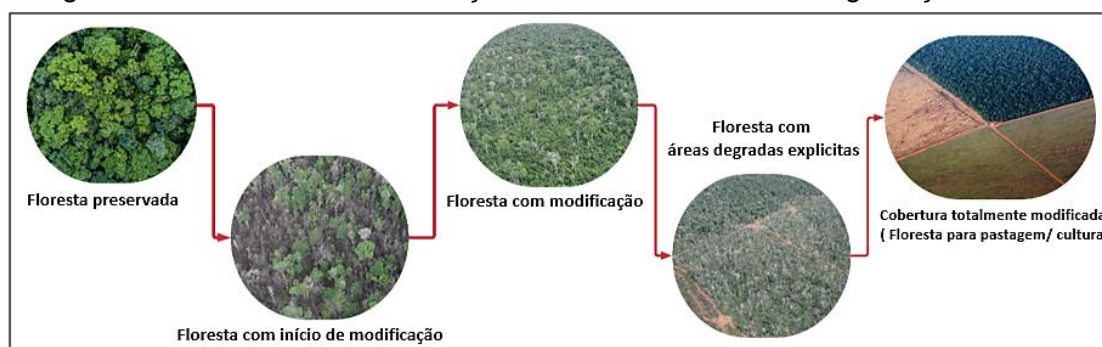 Floresta preservada
Floresta com início de modificação
Floresta com modificação
Floresta com
áreas degradas explicitas
Cobertura totalmente modificada
( Floresta para pastagem/ cultura